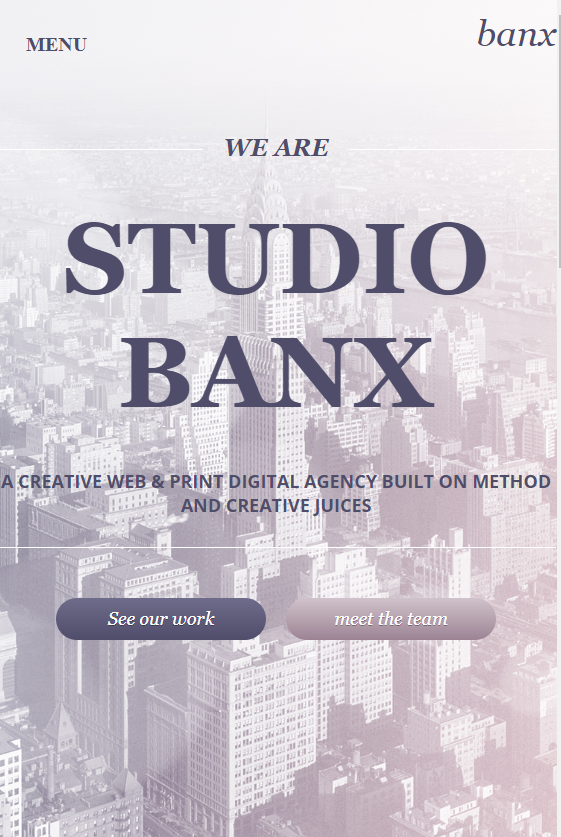 MENU
banx
WE ARE
STUDIO
BANX
A CREATIVE WEB & PRINT DIGITAL AGENCY BUILT ON METHOD
AND CREATIVE JUICES
See our work
meet the team